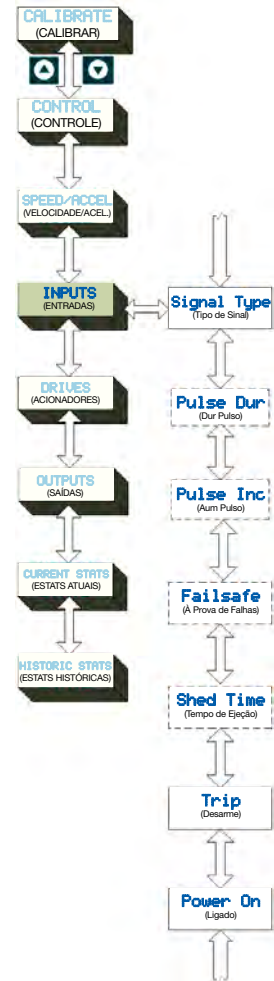 CALIBRATE
(CALIBRAR)
CONTROL
(CONTROLE)
SPEED/ACCEL
(VELOCIDADE/ACEL.)
INPUTS
(ENTRADAS)
DRIVES
(ACIONADORES)
OUTPUTS
(SAÍDAS)
CURRENT STATS
(ESTATS ATUAIS)
HISTORIC STATS
(ESTATS HISTÓRICAS)
Signal Type
(Tipo de Sinal)
Pulse Dur
(Dur Pulso)
Pulse Inc
(Aum Pulso)
Failsafe
(À Prova de Falhas)
Shed Time
(Tempo de Ejeção)
Trip
(Desarme)
Power On
(Ligado)